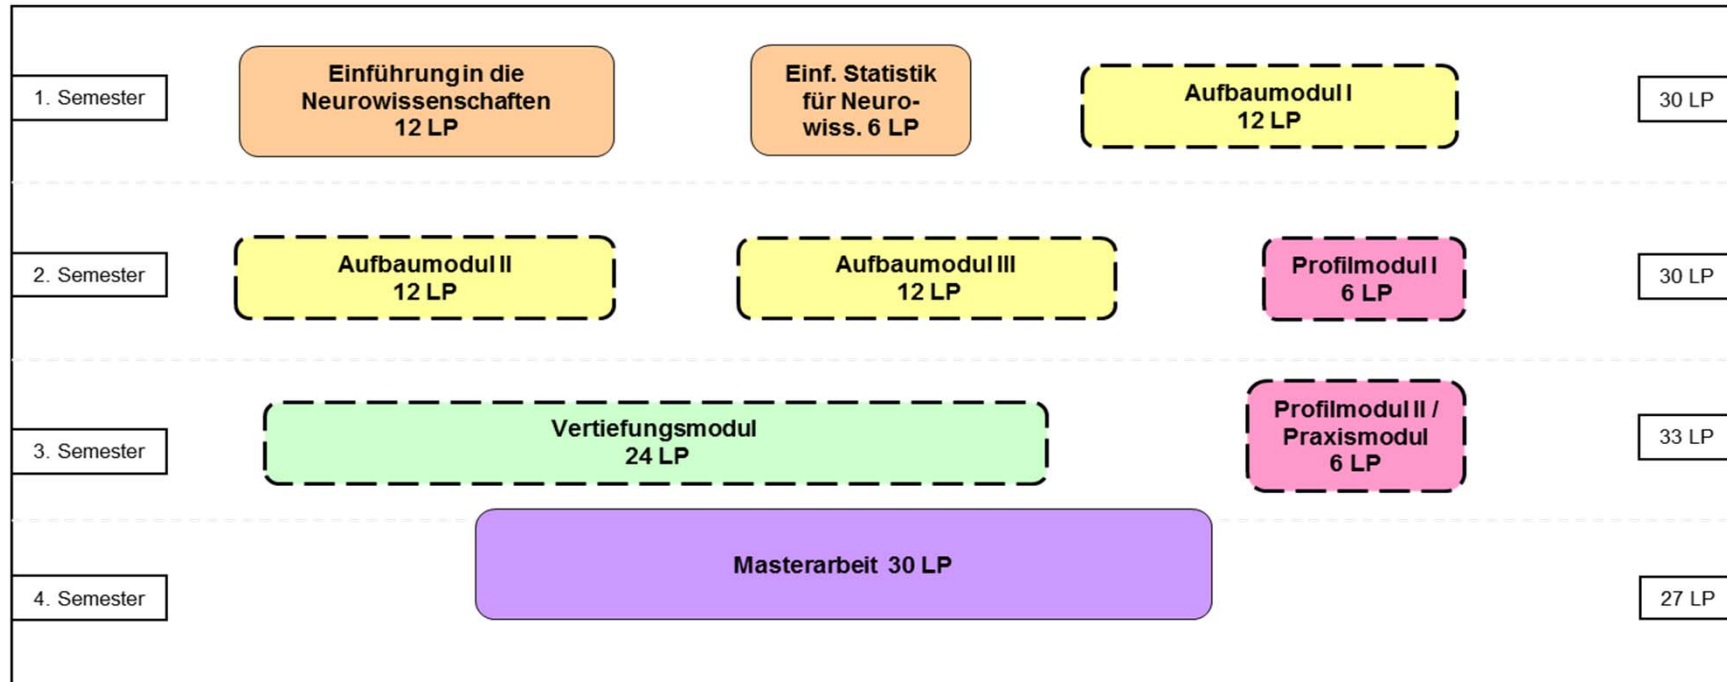 1. Semester
Einführung in die
Neurowissenschaften
12 LP
Einf. Statistik
für Neuro-
wiss. 6 LP
Aufbaumodul I
12 LP
30 LP
2. Semester
Aufbaumodul II
12 LP
Aufbaumodul III
12 LP
Profilmodul I
6 LP
30 LP
3. Semester
Vertiefungsmodul
24 LP
Profilmodul II /
Praxismodul
6 LP
33 LP
4. Semester
Masterarbeit 30 LP
27 LP